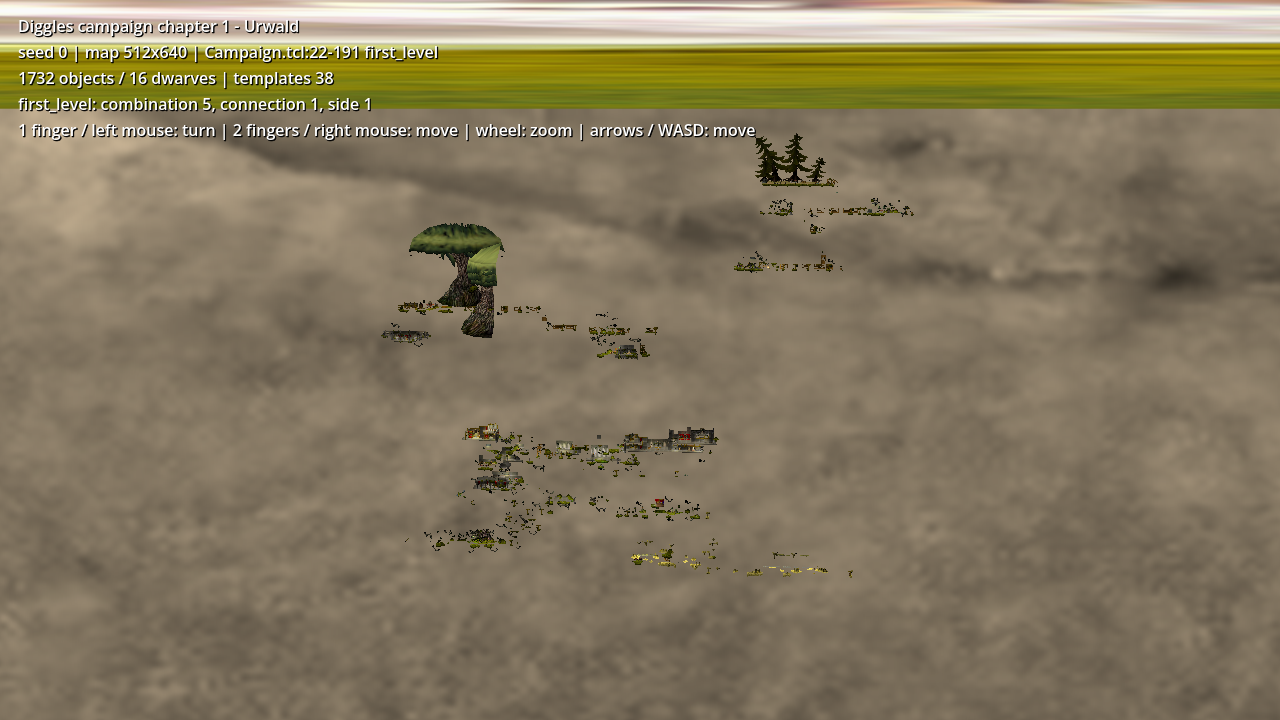 Diggles campaign chapter 1 - Urwald
seed 0 | map 512x640 | Campaign.tcl:22-191 first_level
1732 objects / 16 dwarves | templates 38
first_level: combination 5, connection 1, side 1
1 finger / left mouse: turn | 2 fingers / right mouse: move | wheel: zoom | arrows / WASD: move